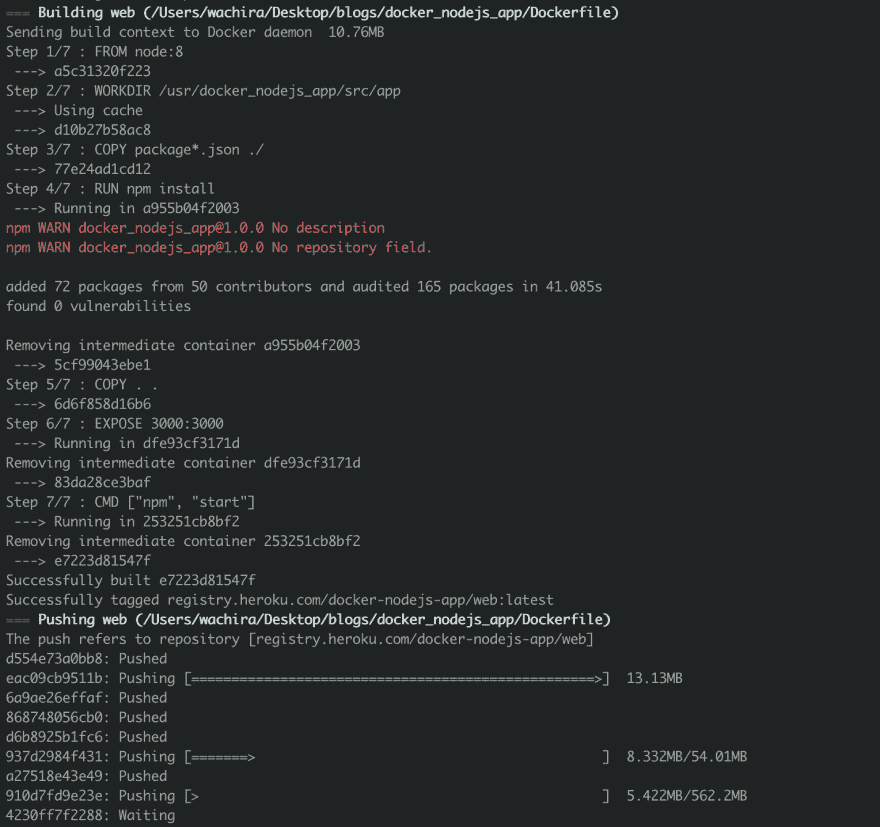 === Building web (/Users/wachira/Desktop/blogs/docker_nodejs_app/Dockerfile)
Sending build context to Docker daemon  10.76MB
Step 1/7 : FROM node:8
 ---> a5c31320f223
Step 2/7 : WORKDIR /usr/docker_nodejs_app/src/app
 ---> Using cache
 ---> d10b27b58ac8
Step 3/7 : COPY package*.json ./
 ---> 77e24ad1cd12
Step 4/7 : RUN npm install
 ---> Running in a955b04f2003
npm WARN docker_nodejs_app@1.0.0 No description
npm WARN docker_nodejs_app@1.0.0 No repository field.
added 72 packages from 50 contributors and audited 165 packages in 41.085s
found 0 vulnerabilities
Removing intermediate container a955b04f2003
 ---> 5cf99043ebe1
Step 5/7 : COPY . .
 ---> 6d6f858d16b6
Step 6/7 : EXPOSE 3000:3000
 ---> Running in dfe93cf3171d
Removing intermediate container dfe93cf3171d
 ---> 83da28ce3baf
Step 7/7 : CMD ["npm", "start"]
 ---> Running in 253251cb8bf2
Removing intermediate container 253251cb8bf2
 ---> e7223d81547f
Successfully built e7223d81547f
Successfully tagged registry.heroku.com/docker-nodejs-app/web:latest
=== Pushing web (/Users/wachira/Desktop/blogs/docker_nodejs_app/Dockerfile)
The push refers to repository [registry.heroku.com/docker-nodejs-app/web]
d554e73a0bb8: Pushed
eac09cb9511b: Pushing [==================================================>]  13.13MB
6a9ae26effaf: Pushed
868748056cb0: Pushed
d6b8925b1fc6: Pushed
937d2984f431: Pushing [=======>                                           ]  8.332MB/54.01MB
a27518e43e49: Pushed
910d7fd9e23e: Pushing [>                                                  ]  5.422MB/562.2MB
4230ff7f2288: Waiting